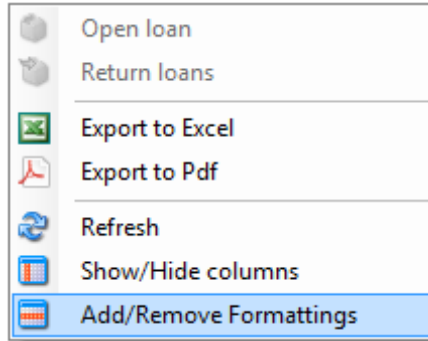 Open loan
Return loans
Export to Excel
Export to Pdf
Refresh
Show/Hide columns
Add/Remove Formattings